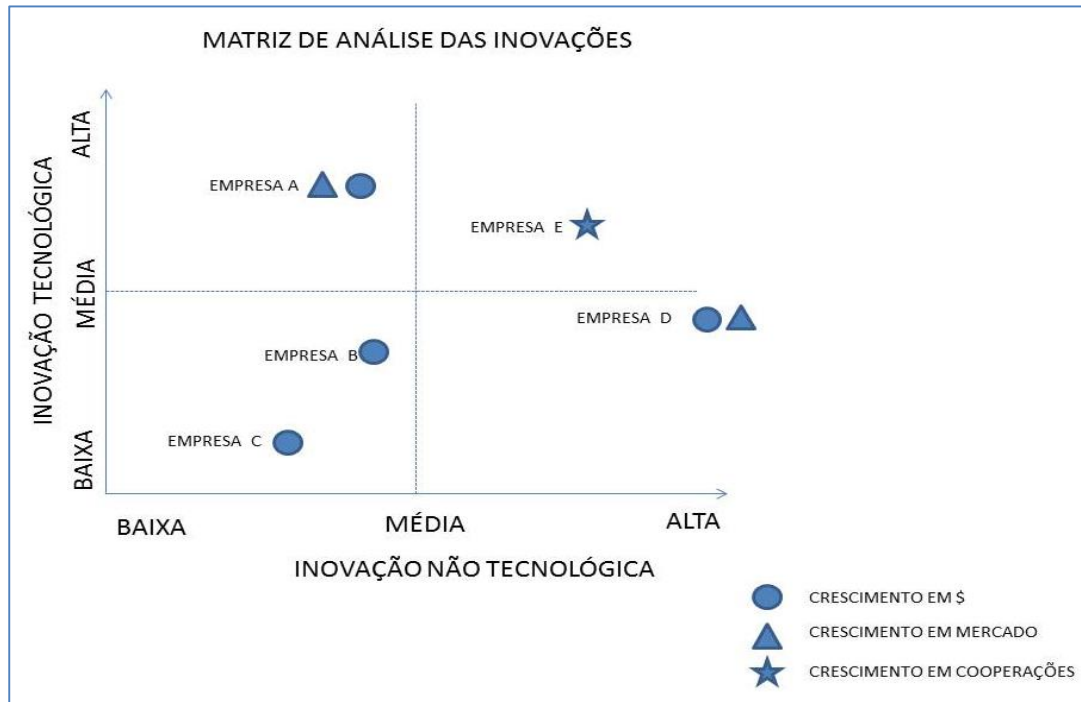 MATRIZ DE ANÁLISE DAS INOVAÇÕES
INOVAÇÃO TECNOLÓGICA
ALTA
MÉDIA
BAIXA
EMPRESA A
EMPRESA E
EMPRESA D
EMPRESA B
EMPRESA C
BAIXA
MÉDIA
ALTA
INOVAÇÃO NÃO TECNOLÓGICA
CRESCIMENTO EM $
CRESCIMENTO EM MERCADO
CRESCIMENTO EM COOPERAÇÕES